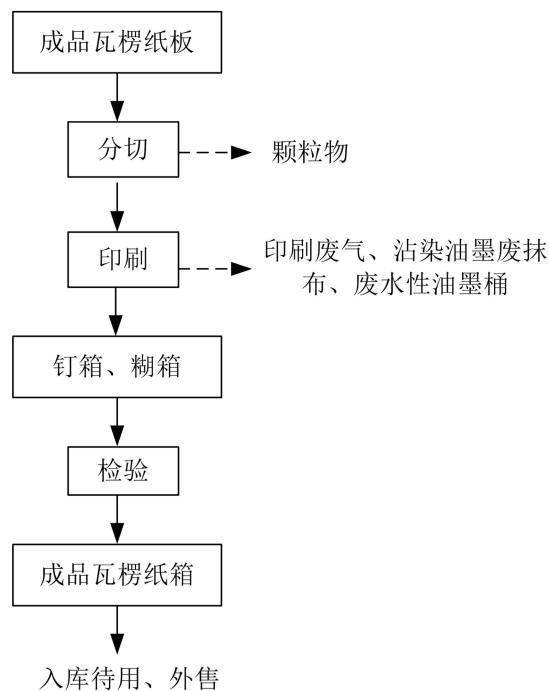 成品瓦楞纸板
分切
颗粒物
印刷
印刷废气、沾染油墨废抹
布、废水性油墨桶
钉箱、糊箱
检验
成品瓦楞纸箱
入库待用、外售